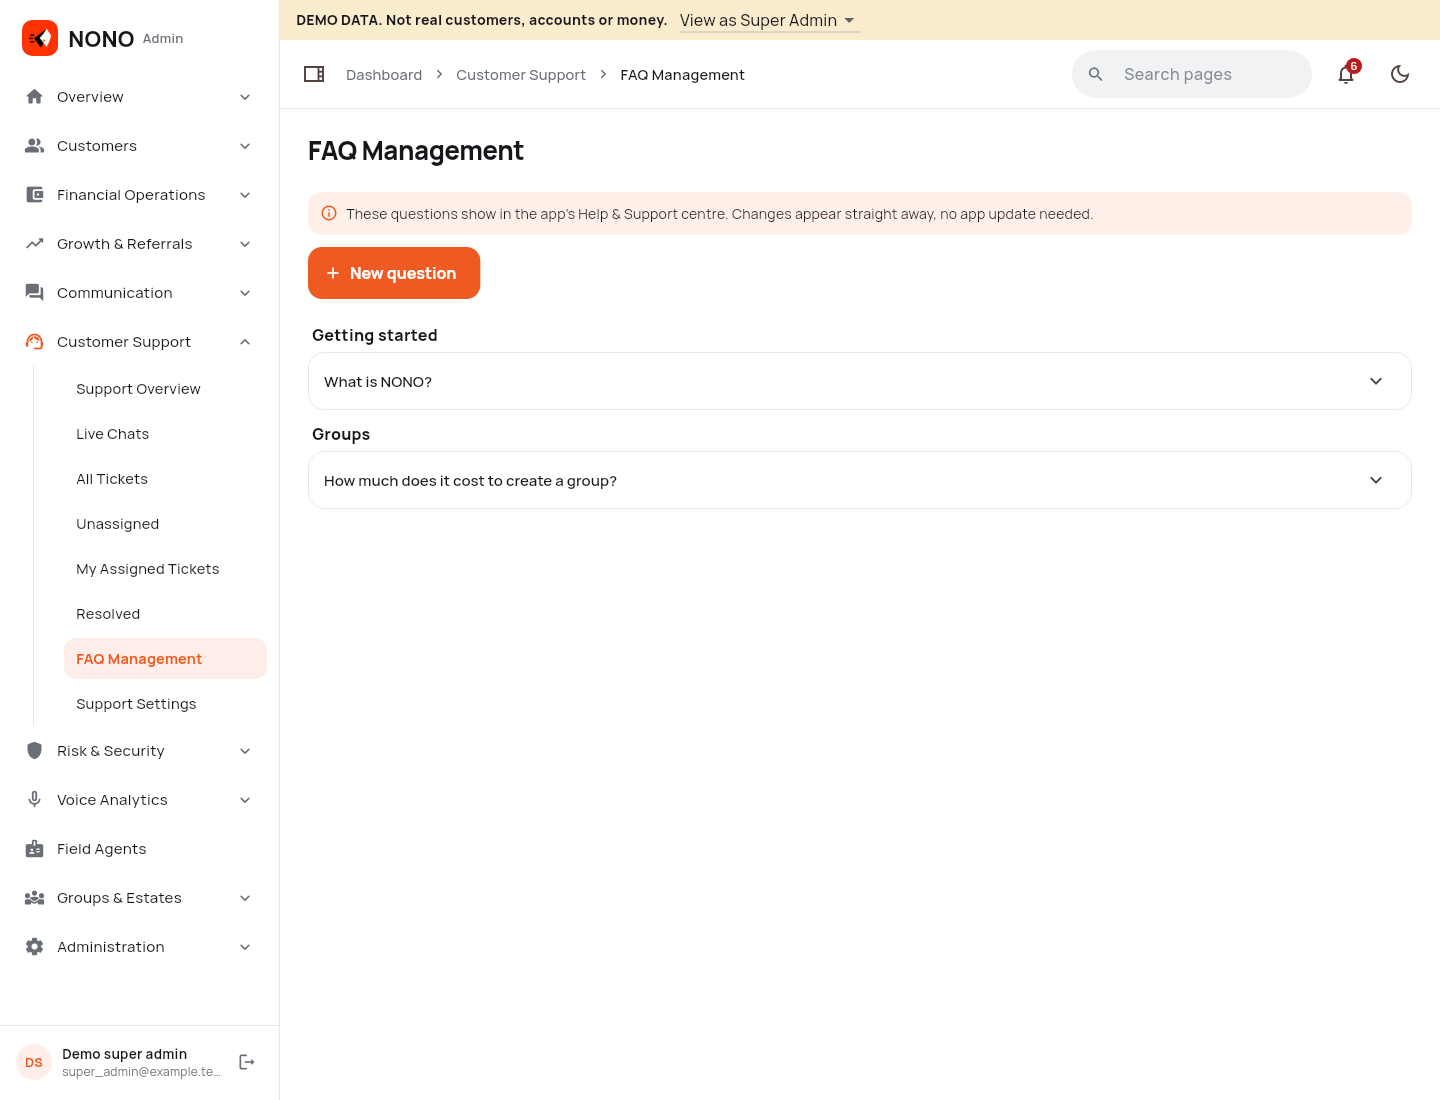 DEMO DATA. Not real customers, accounts or money.
View as Super Admin
NONO Admin
Overview
Customers
Financial Operations
Growth & Referrals
Communication
Customer Support
Support Overview
Live Chats
All Tickets
Unassigned
My Assigned Tickets
Resolved
FAQ Management
Support Settings
Risk & Security
Voice Analytics
Field Agents
Groups & Estates
Administration
DS
Demo super admin
super_admin@example.te...
Dashboard > Customer Support > FAQ Management
Search pages
6
FAQ Management
These questions show in the app's Help & Support centre. Changes appear straight away, no app update needed.
+ New question
Getting started
What is NONO?
Groups
How much does it cost to create a group?